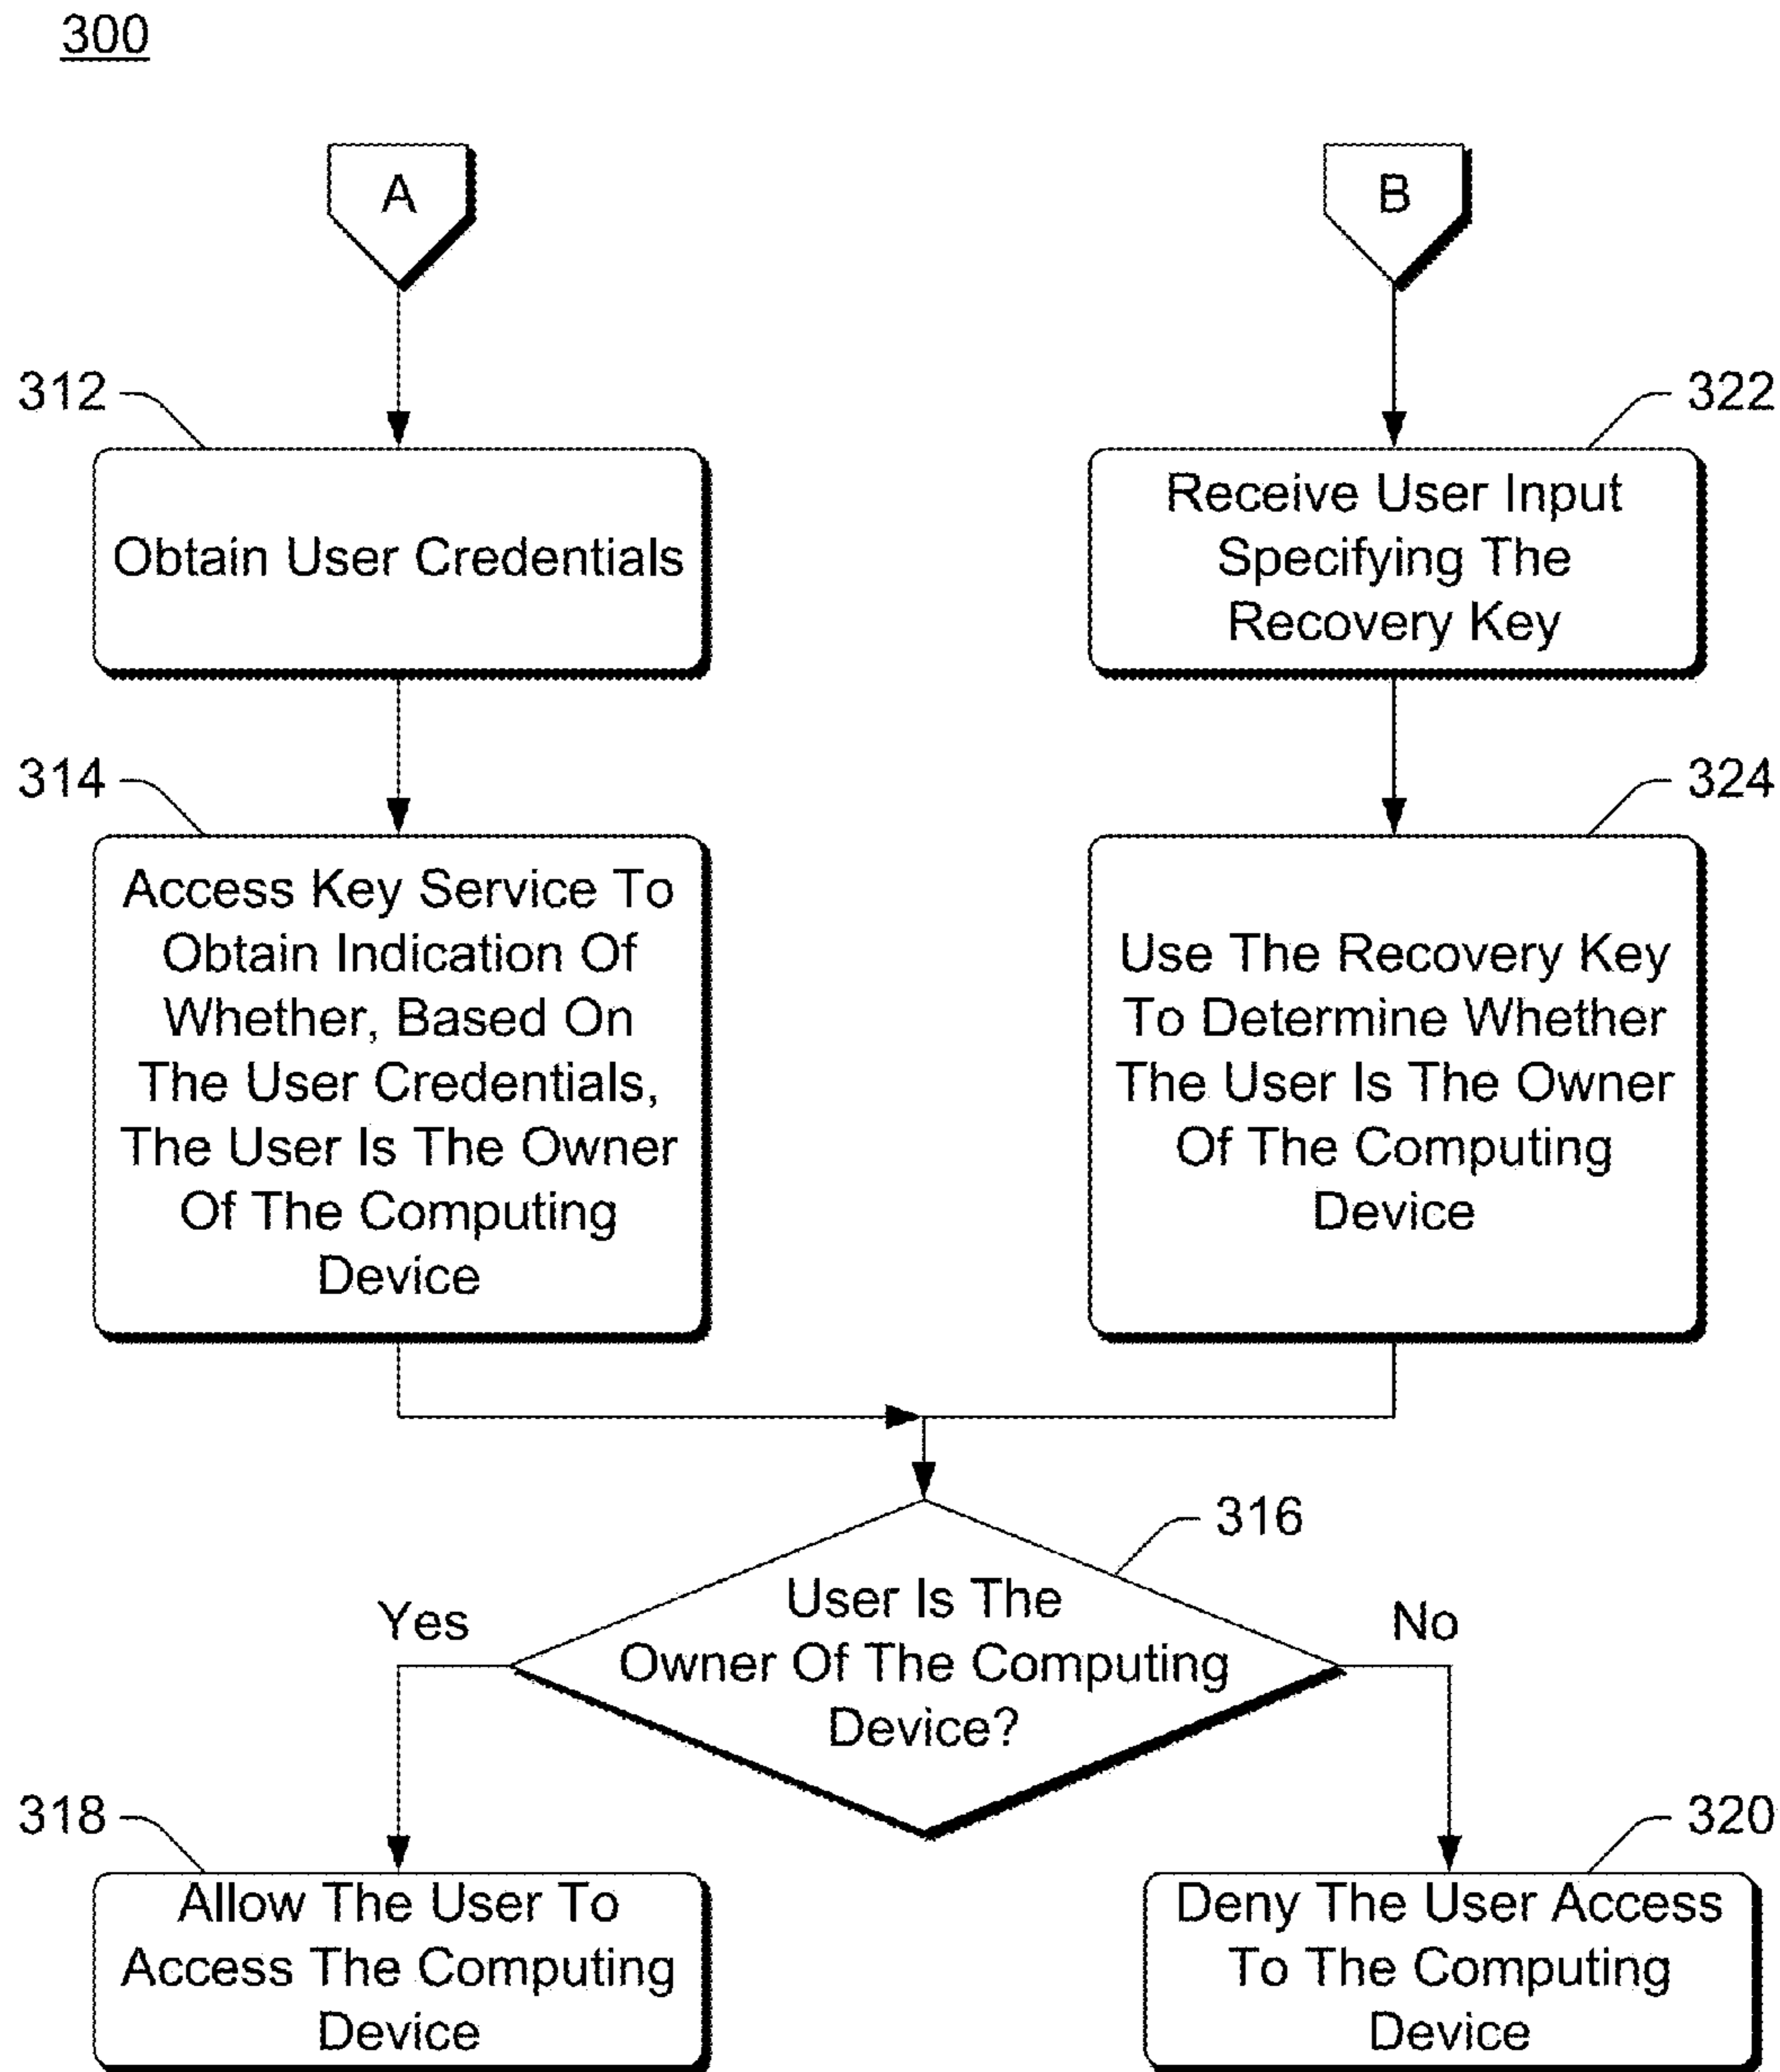 300
A
B
312
Obtain User Credentials
322
Receive User Input
Specifying The
Recovery Key
314
Access Key Service To
Obtain Indication Of
Whether, Based On
The User Credentials,
The User Is The Owner
Of The Computing
Device
324
Use The Recovery Key
To Determine Whether
The User Is The Owner
Of The Computing
Device
316
User Is The
Owner Of The Computing
Device?
Yes
No
318
Allow The User To
Access The Computing
Device
320
Deny The User Access
To The Computing
Device